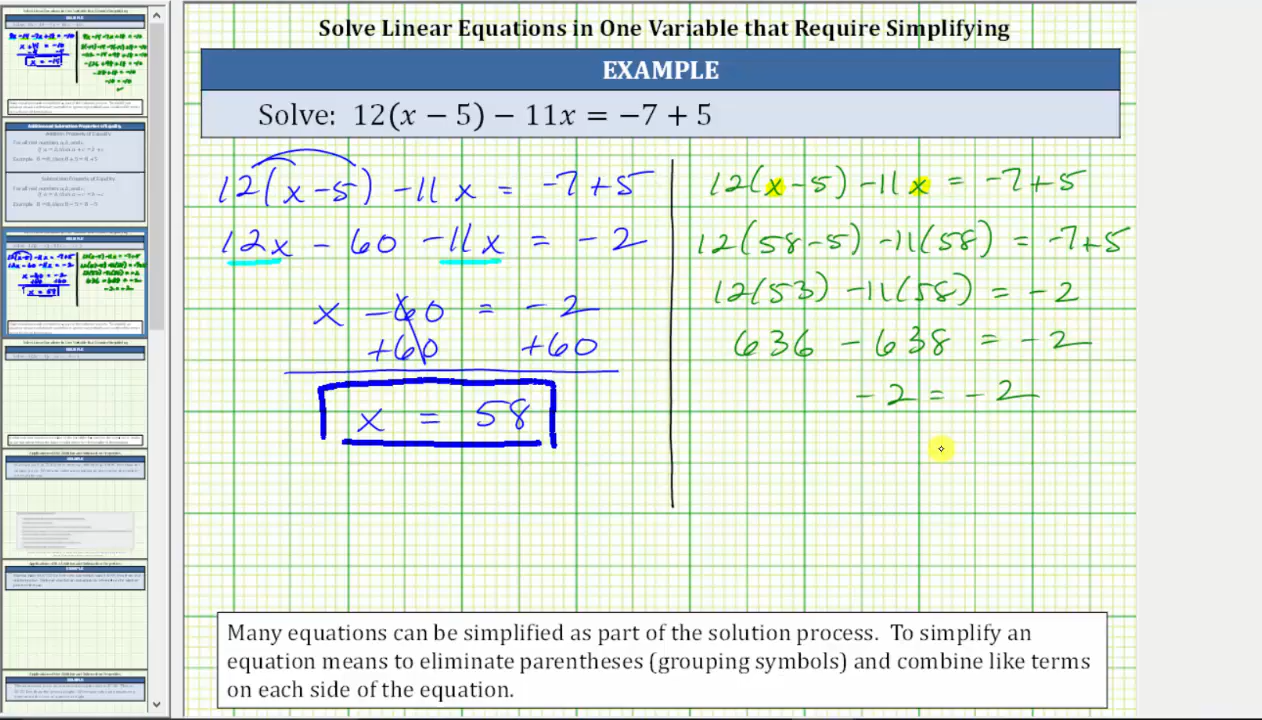 Solve Linear Equations in One Variable that Require Simplifying
EXAMPLE
Solve: 12(x − 5) − 11x = −7 + 5
12(x − 5) − 11x = −7 + 5
12x − 60 − 11x = −2
x − 60 = −2
+60 +60
x = 58
12(x − 5) − 11x = −7 + 5
12(58 − 5) − 11(58) = −7 + 5
12(53) − 11(58) = −2
636 − 638 = −2
−2 = −2
Many equations can be simplified as part of the solution process. To simplify an
equation means to eliminate parentheses (grouping symbols) and combine like terms
on each side of the equation.